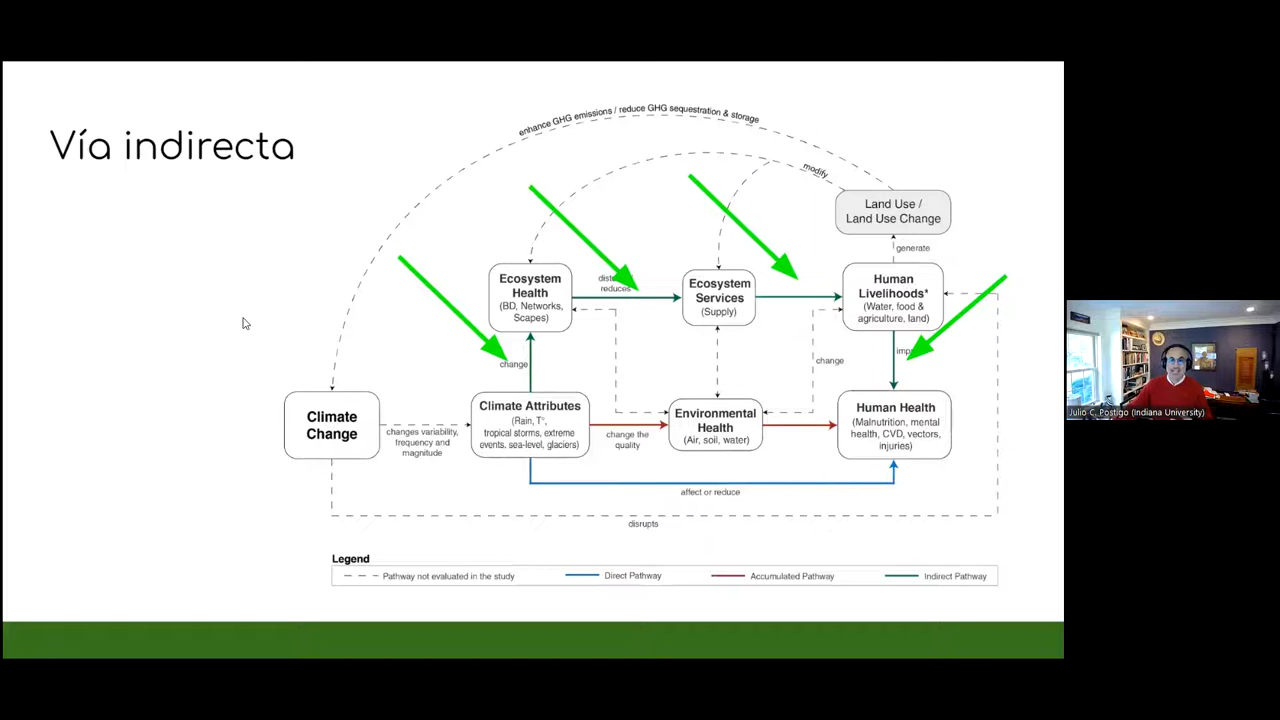 Vía indirecta
enhance GHG emissions / reduce GHG sequestration & storage
modify
Land Use /
Land Use Change
generate
Ecosystem
Health
(BD, Networks,
Scapes)
reduces
Ecosystem
Services
(Supply)
Human
Livelihoods*
(Water, food &
agriculture, land)
change
change
Climate
Change
changes variability,
frequency and
magnitude
Climate Attributes
(Rain, T°,
tropical storms, extreme
events, sea-level, glaciers)
change the
quality
Environmental
Health
(Air, soil, water)
Human Health
(Malnutrition, mental
health, CVD, vectors,
injuries)
affect or reduce
disrupts
Legend
Pathway not evaluated in the study
Direct Pathway
Accumulated Pathway
Indirect Pathway
Julio C. Postigo (Indiana University)